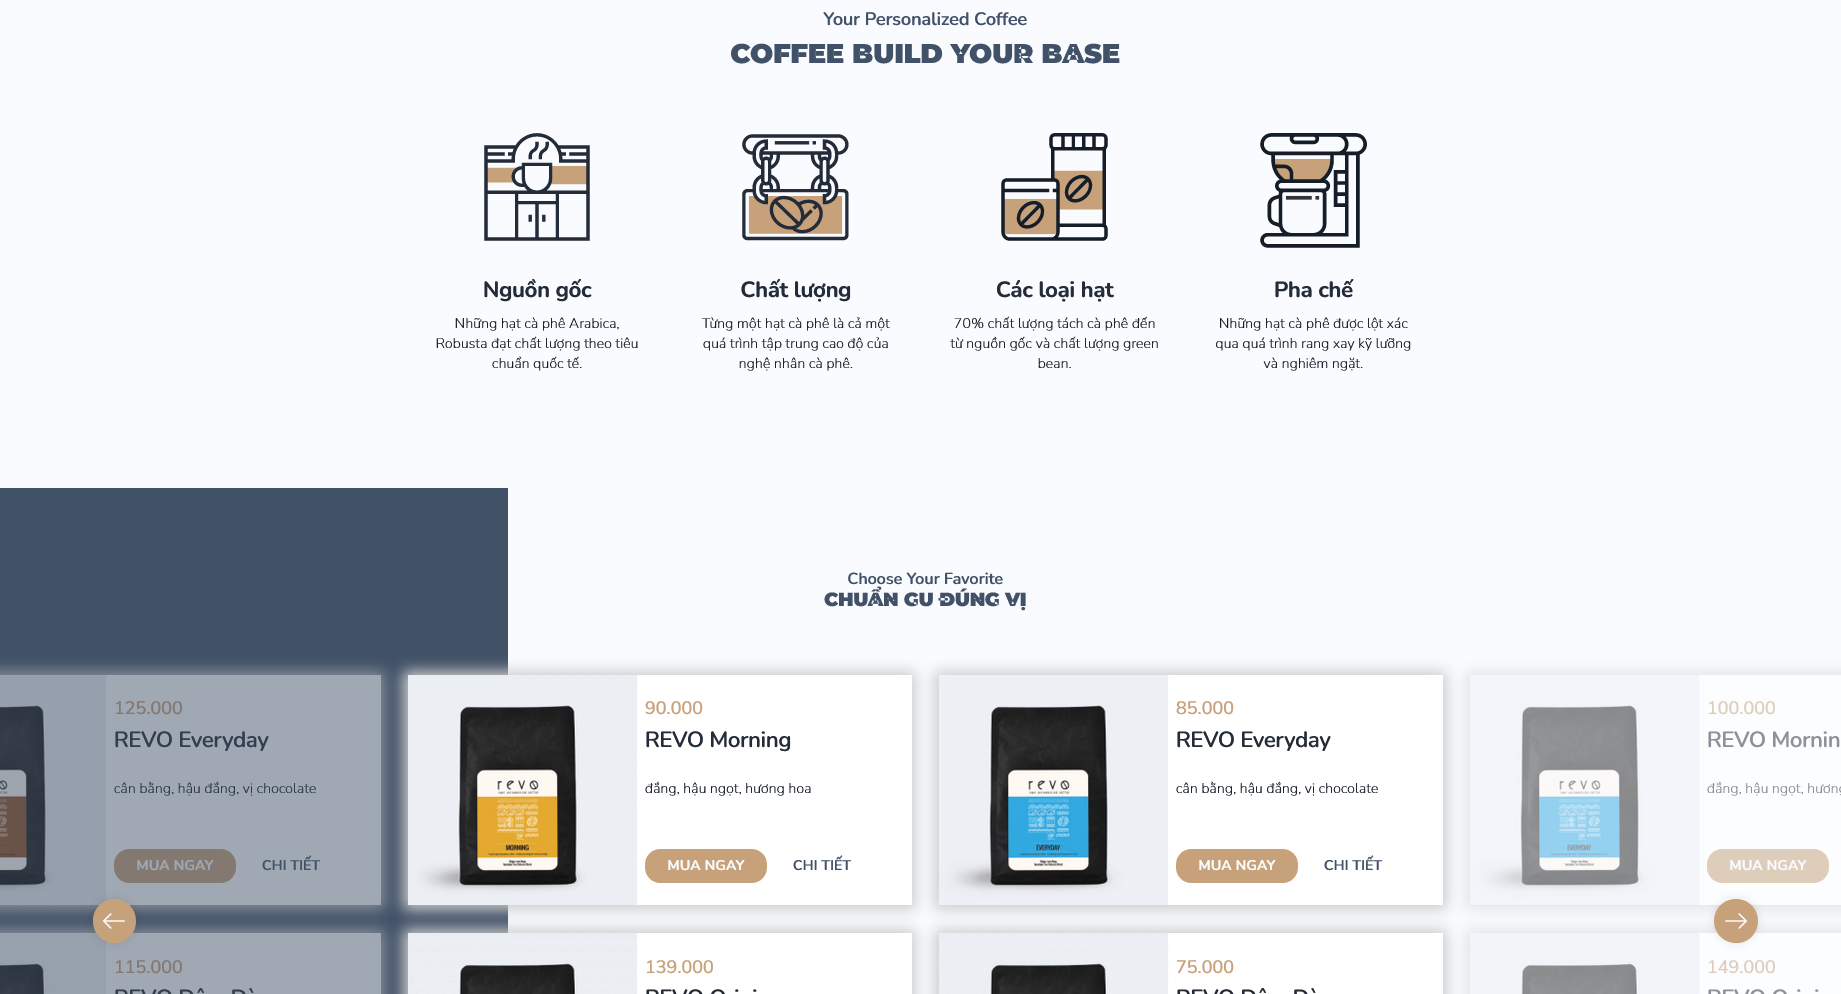 Your Personalized Coffee
COFFEE BUILD YOUR BASE
Nguồn gốc
Những hạt cà phê Arabica,
Robusta đạt chất lượng theo tiêu
chuẩn quốc tế.
Chất lượng
Từng một hạt cà phê là cả một
quá trình tập trung cao độ của
nghệ nhân cà phê.
Các loại hạt
70% chất lượng tách cà phê đến
từ nguồn gốc và chất lượng green
bean.
Pha chế
Những hạt cà phê được lột xác
qua quá trình rang xay kỹ lưỡng
và nghiêm ngặt.
Choose Your Favorite
CHUẨN GU ĐÚNG VỊ
125.000
REVO Everyday
cân bằng, hậu đắng, vị chocolate
MUA NGAY
CHI TIẾT
revo
MORNING
90.000
REVO Morning
đắng, hậu ngọt, hương hoa
MUA NGAY
CHI TIẾT
revo
EVERYDAY
85.000
REVO Everyday
cân bằng, hậu đắng, vị chocolate
MUA NGAY
CHI TIẾT
revo
EVERYDAY
100.000
REVO Mornin
đắng, hậu ngọt, hương
MUA NGAY
115.000
139.000
75.000
149.000